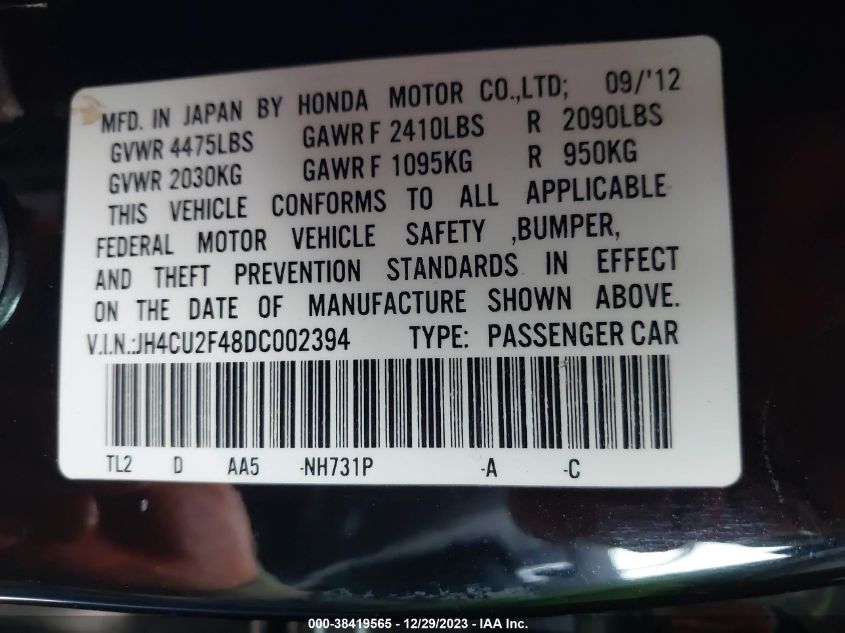 MFD. IN JAPAN BY HONDA MOTOR CO.,LTD; 09/'12
GVWR 4475LBS GAWR F 2410LBS R 2090LBS
GVWR 2030KG GAWR F 1095KG R 950KG
THIS VEHICLE CONFORMS TO ALL APPLICABLE
FEDERAL MOTOR VEHICLE SAFETY ,BUMPER,
AND THEFT PREVENTION STANDARDS IN EFFECT
ON THE DATE OF MANUFACTURE SHOWN ABOVE.
V.I.N.:JH4CU2F48DC002394 TYPE: PASSENGER CAR
TL2 D AA5 -NH731P -A -C
000-38419565 - 12/29/2023 - IAA Inc.